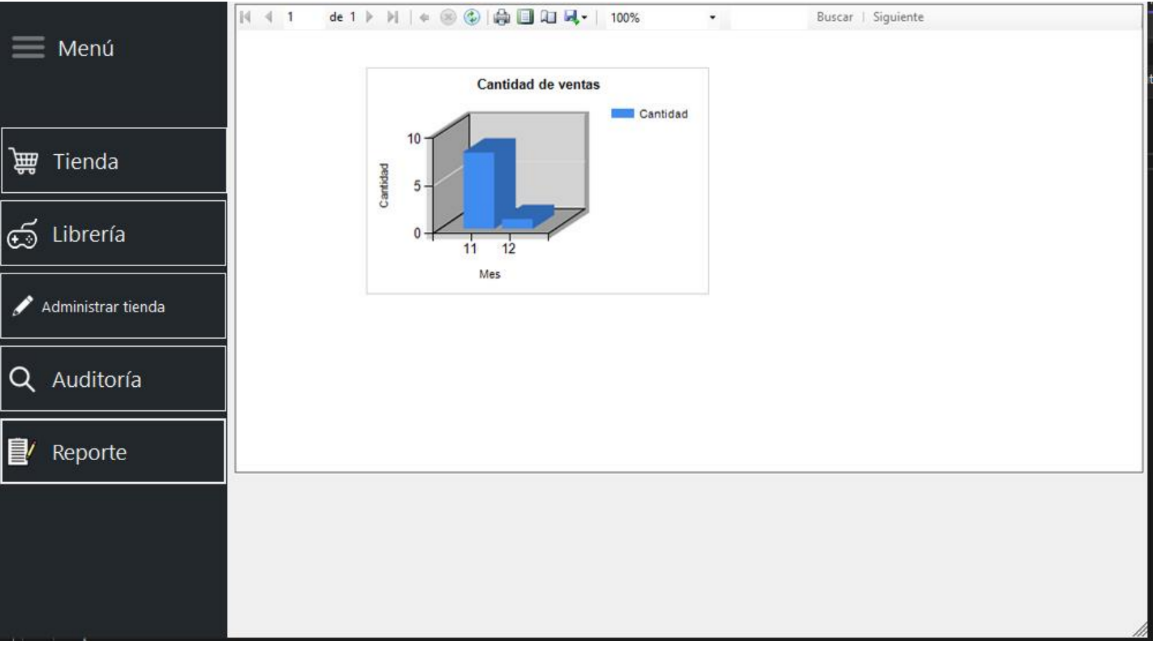 Menú
Tienda
Librería
Administrar tienda
Auditoría
Reporte
1 de 1 100% Buscar | Siguiente
Cantidad de ventas
Cantidad
Cantidad
10
5
0
11 12
Mes